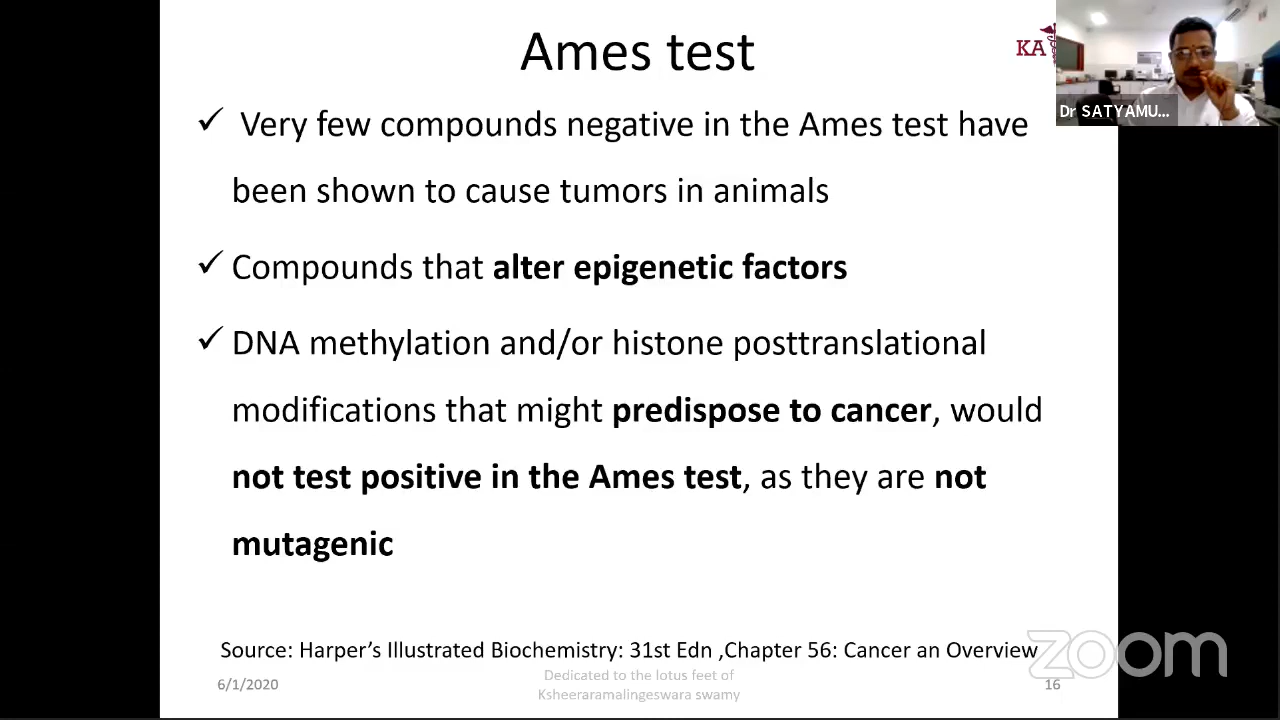 Ames test
KA
Dr SATYAMU...
✓ Very few compounds negative in the Ames test have
been shown to cause tumors in animals
✓ Compounds that alter epigenetic factors
✓ DNA methylation and/or histone posttranslational
modifications that might predispose to cancer, would
not test positive in the Ames test, as they are not
mutagenic
Source: Harper's Illustrated Biochemistry: 31st Edn ,Chapter 56: Cancer an Overview
6/1/2020
Dedicated to the lotus feet of
Ksheeraramalingeswara swamy
16
zoom